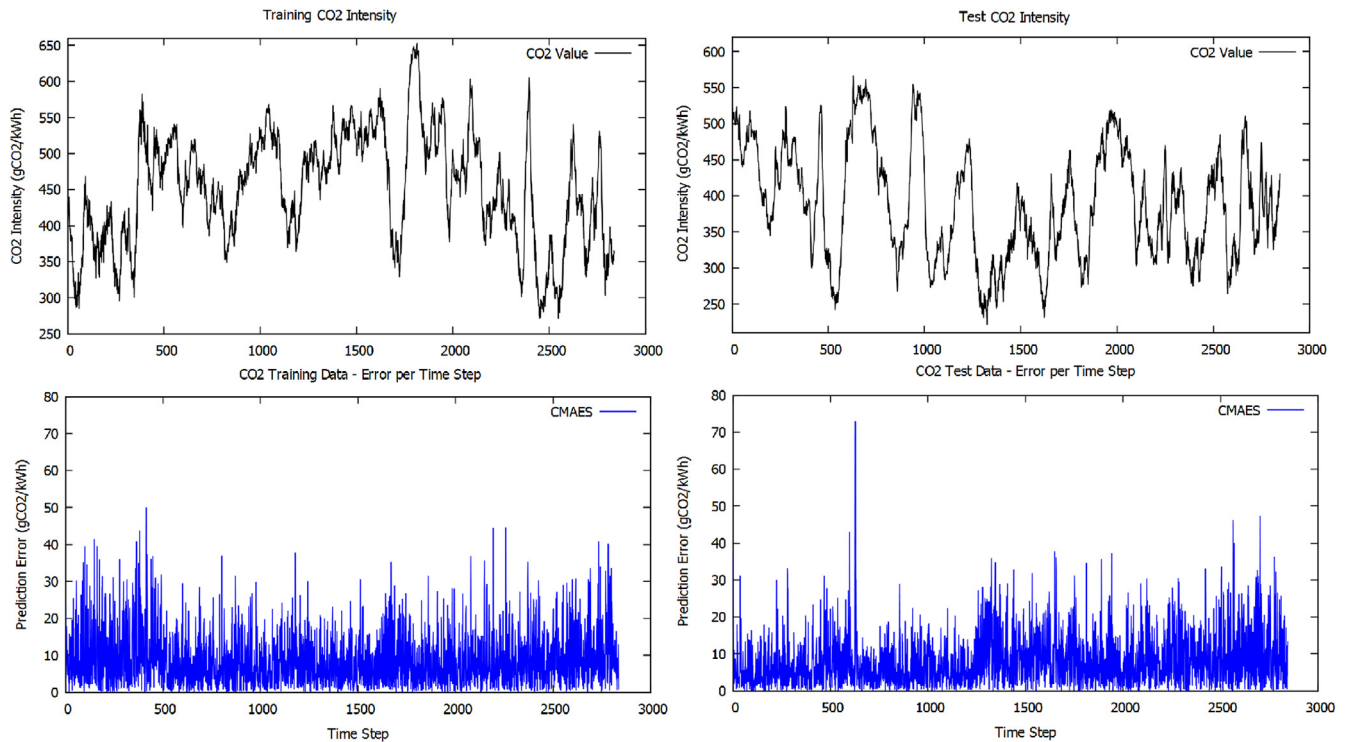 Training CO2 Intensity
CO2 Value
CO2 Intensity (gCO2/kWh)
650
600
550
500
450
400
350
300
250
0 500 1000 1500 2000 2500 3000
Test CO2 Intensity
CO2 Value
CO2 Intensity (gCO2/kWh)
600
550
500
450
400
350
300
250
0 500 1000 1500 2000 2500 3000
CO2 Training Data - Error per Time Step
CMAES
Prediction Error (gCO2/kWh)
80
70
60
50
40
30
20
10
0
0 500 1000 1500 2000 2500 3000
Time Step
CO2 Test Data - Error per Time Step
CMAES
Prediction Error (gCO2/kWh)
80
70
60
50
40
30
20
10
0
0 500 1000 1500 2000 2500 3000
Time Step